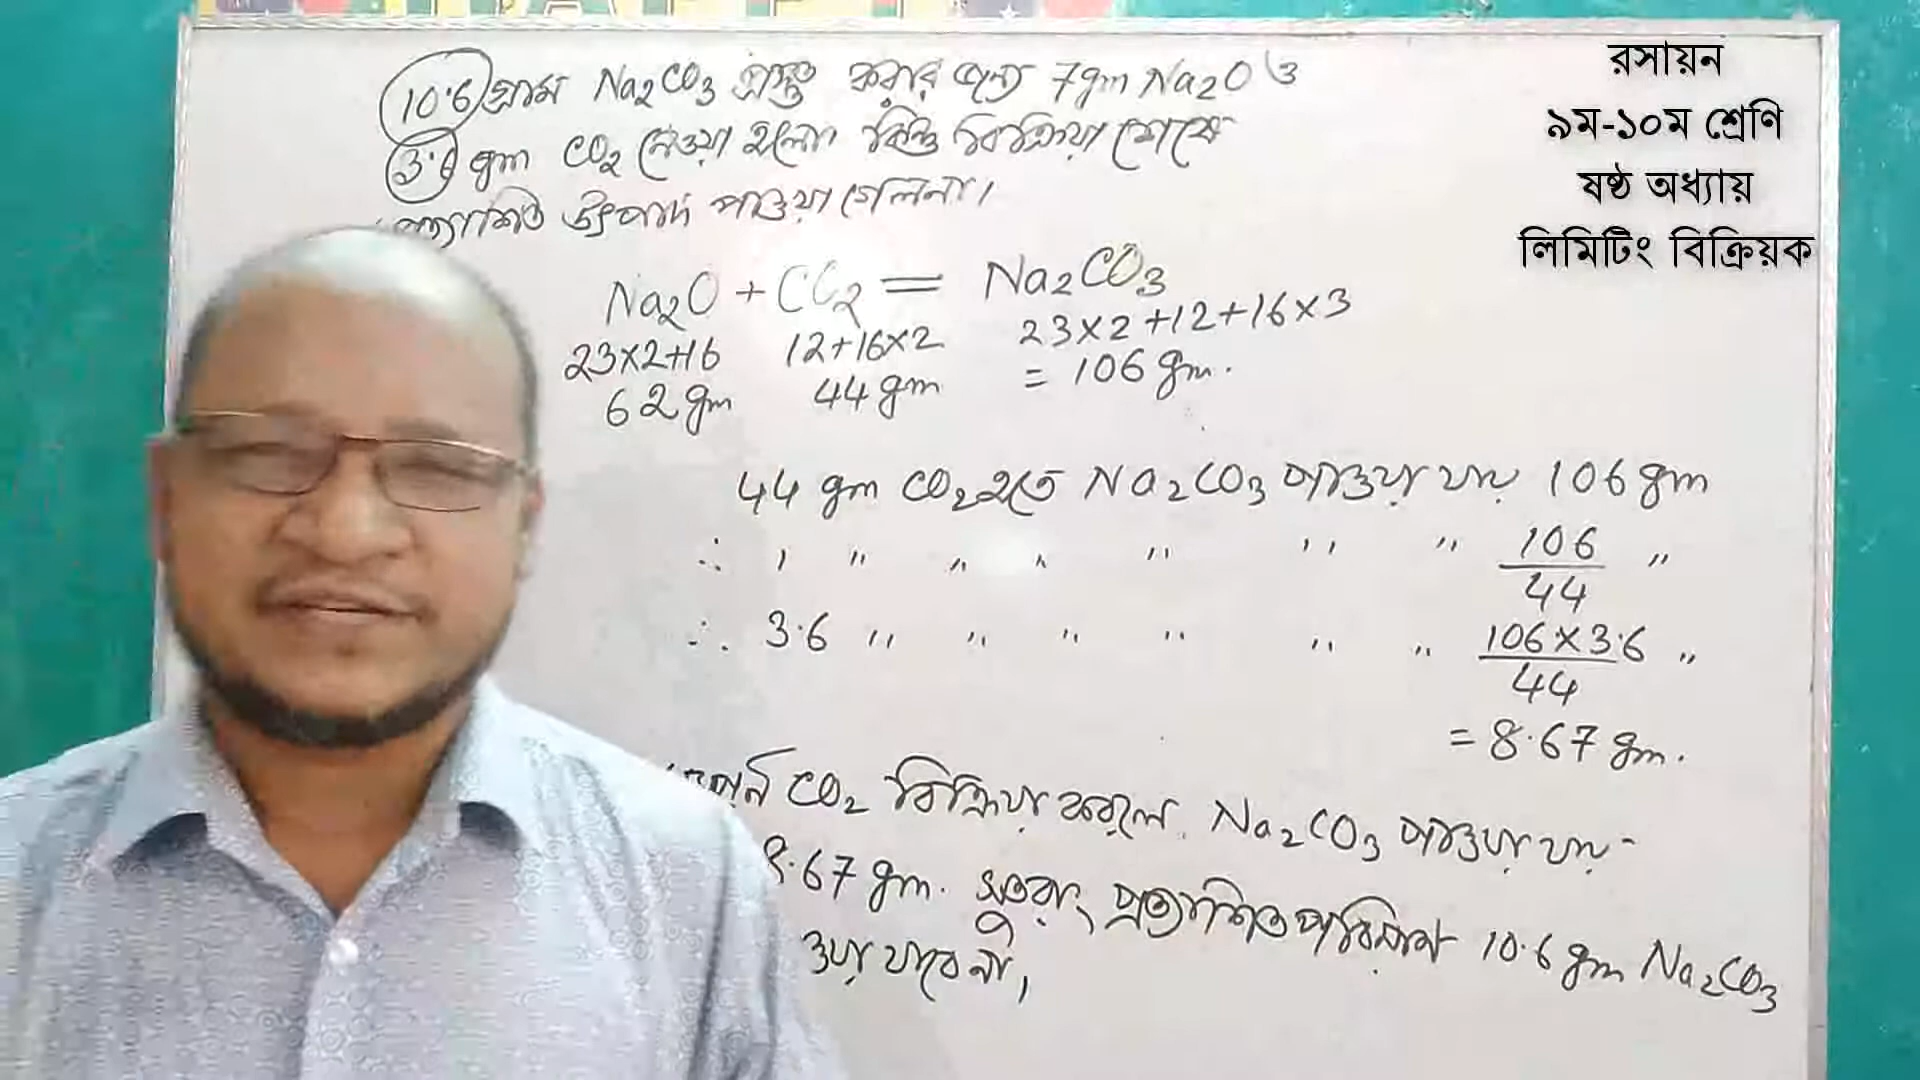 রসায়ন
৯ম-১০ম শ্রেণি
ষষ্ঠ অধ্যায়
লিমিটিং বিক্রিয়ক
10.6 গ্রাম Na2CO3 প্রস্তুত করার জন্য 7gm Na2O ও
3.6 gm CO2 নেওয়া হলো কিন্তু বিক্রিয়া শেষে
প্রত্যাশিত উৎপাদ পাওয়া গেলনা।
Na2O + CO2 = Na2CO3
23×2+16 12+16×2 23×2+12+16×3
62 gm 44 gm = 106 gm.
44 gm CO2 হতে Na2CO3 পাওয়া যায় 106 gm
∴ 1 " " " " " " 106/44 "
∴ 3.6 " " " " " " 106×3.6/44 "
= 8.67 gm.
CO2 বিক্রিয়া করলে Na2CO3 পাওয়া যায়-
8.67 gm. সুতরাং প্রত্যাশিত পরিমাণ 10.6 gm Na2CO3
ওয়া যাবে না।